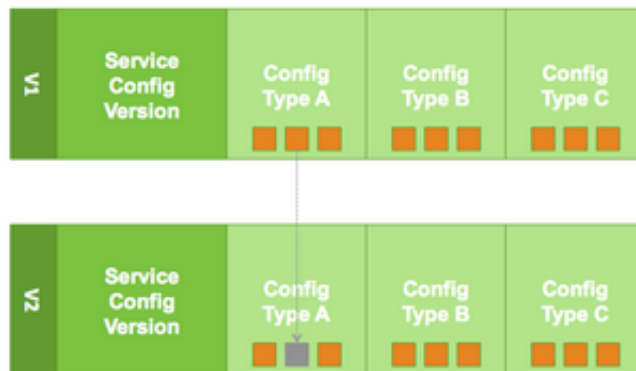 V1
Service
Config
Version
Config
Type A
Config
Type B
Config
Type C
V2
Service
Config
Version
Config
Type A
Config
Type B
Config
Type C